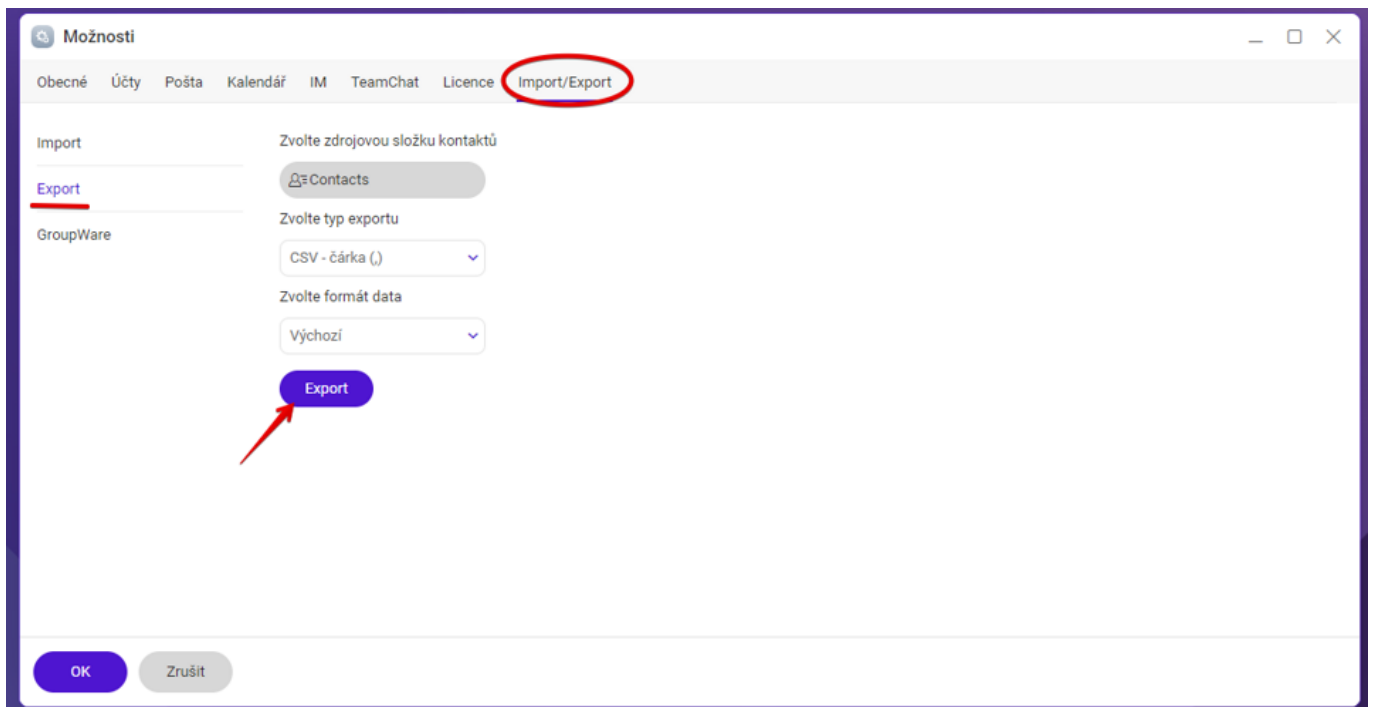 Možnosti
Obecné Účty Pošta Kalendář IM TeamChat Licence Import/Export
Import
Export
GroupWare
Zvolte zdrojovou složku kontaktů
Contacts
Zvolte typ exportu
CSV - čárka (,)
Zvolte formát data
Výchozí
Export
OK Zrušit